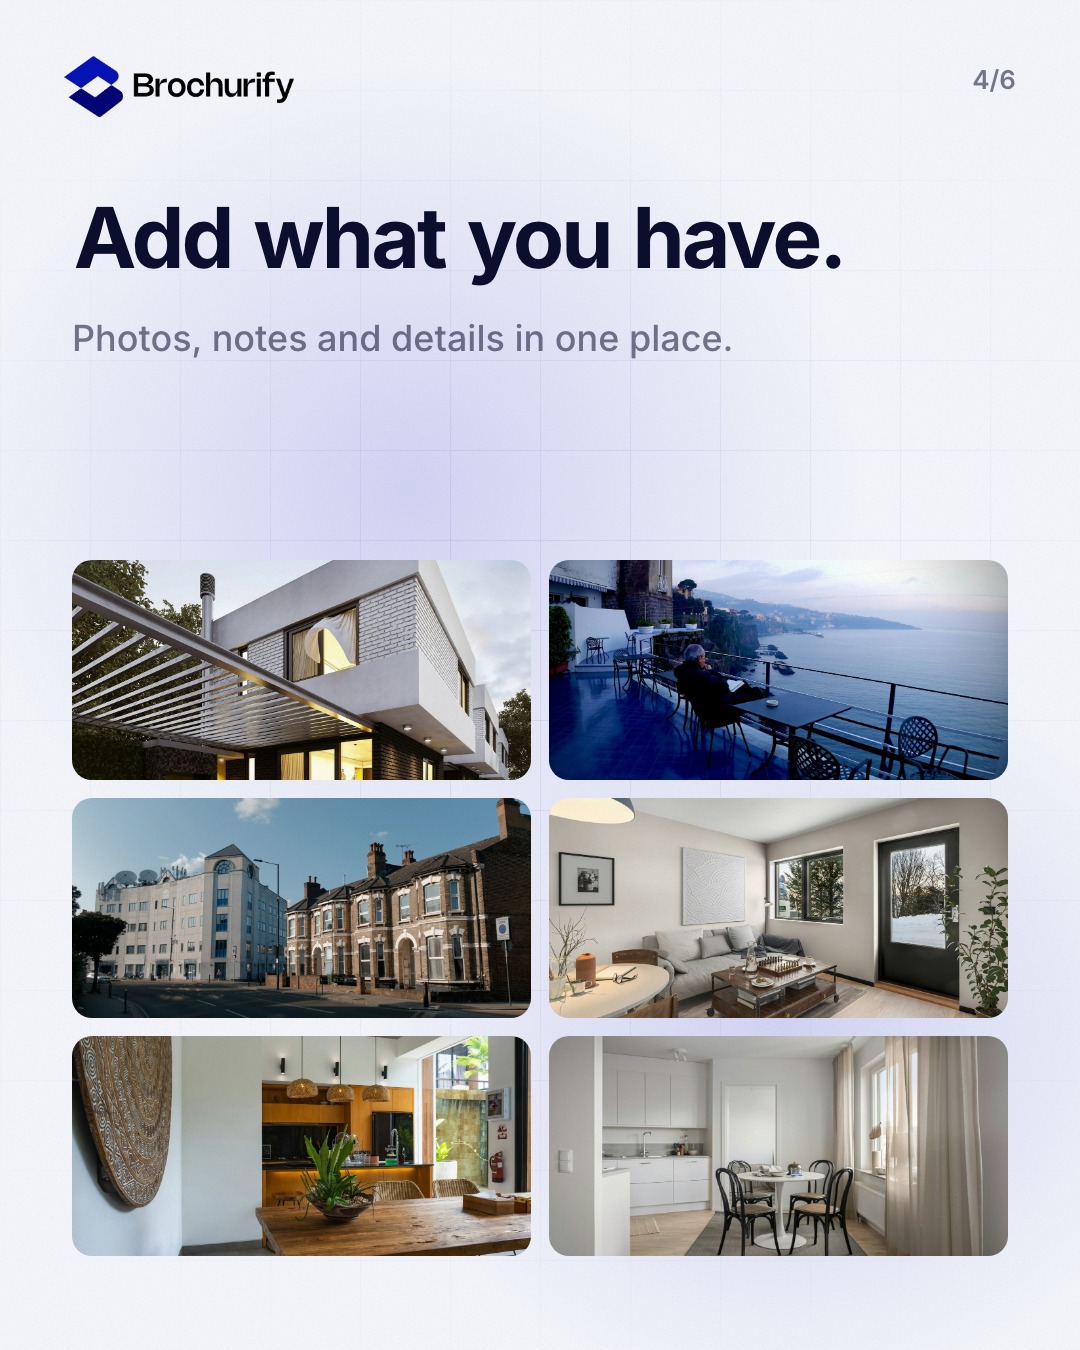 Brochurify
4/6
Add what you have.
Photos, notes and details in one place.